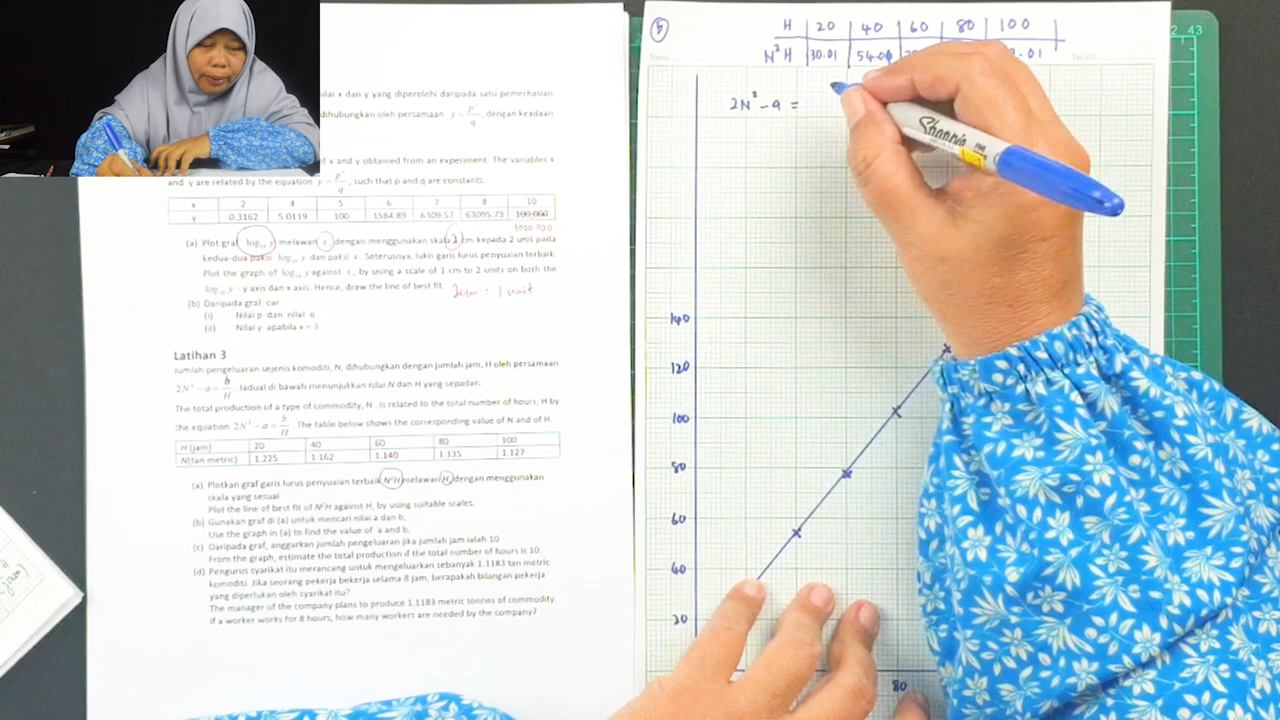 ilai x dan y yang diperolehi daripada satu pemerhatian
dihubungkan oleh persamaan y = p^x/q, dengan keadaan
of x and y obtained from an experiment. The variables x
and y are related by the equation y = p^x/q, such that p and q are constants.
x 2 4 5 6 7 8 10
y 0.3162 5.0119 100 1584.89 6309.57 63095.73 100 000
1000 000
(a) Plot graf log₁₀ y melawan x, dengan menggunakan skala 2 cm kepada 2 unit pada
kedua-dua paksi log₁₀ y dan paksi x. Seterusnya, lukis garis lurus penyuaian terbaik.
Plot the graph of log₁₀ y against x, by using a scale of 1 cm to 2 units on both the
log₁₀ y - y axis dan x axis. Hence, draw the line of best fit. 2cm : 1 unit
(b) Daripada graf, cari
(i) Nilai p dan nilai q
(ii) Nilai y apabila x = 3
Latihan 3
Jumlah pengeluaran sejenis komoditi, N, dihubungkan dengan jumlah jam, H oleh persamaan
2N² - a = b/H. Jadual di bawah menunjukkan nilai N dan H yang sepadan.
The total production of a type of commodity, N, is related to the total number of hours, H by
the equation 2N² - a = b/H. The table below shows the corresponding value of N and of H.
H (jam) 20 40 60 80 100
N(tan metric) 1.225 1.162 1.140 1.135 1.127
(a) Plotkan graf garis lurus penyuaian terbaik N²H melawan H, dengan menggunakan
skala yang sesuai
Plot the line of best fit of N²H against H, by using suitable scales.
(b) Gunakan graf di (a) untuk mencari nilai a dan b,
Use the graph in (a) to find the value of a and b,
(c) Daripada graf, anggarkan jumlah pengeluaran jika jumlah jam ialah 10
From the graph, estimate the total production if the total number of hours is 10.
(d) Pengurus syarikat itu merancang untuk mengeluarkan sebanyak 1.1183 tan metric
komoditi. Jika seorang pekerja bekerja selama 8 jam, berapakah bilangan pekerja
yang diperlukan oleh syarikat itu?
The manager of the company plans to produce 1.1183 metric tonnes of commodity.
If a worker works for 8 hours, how many workers are needed by the company?
jam)
5
H 20 40 60 80 100
N²H 30.01 54.01
2N² - a =
140
120
100
80
60
40
20
80
Sharpie
43